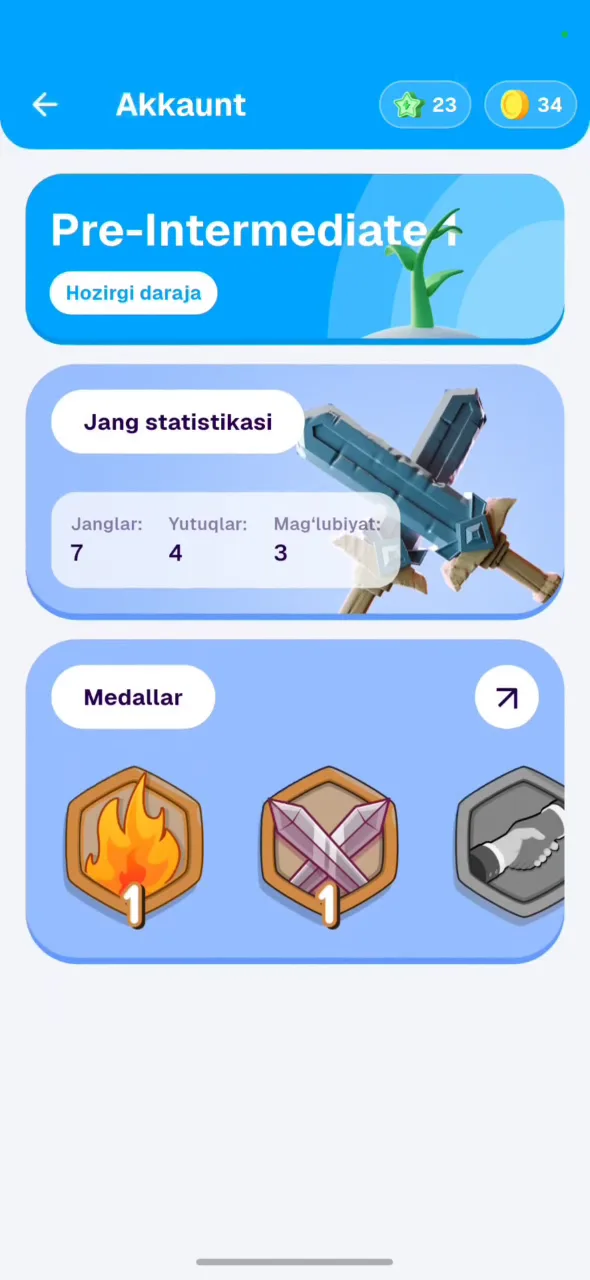 Akkaunt
23
34
Pre-Intermediate 1
Hozirgi daraja
Jang statistikasi
Janglar: Yutuqlar: Mag‘lubiyat:
7 4 3
Medallar
1 1